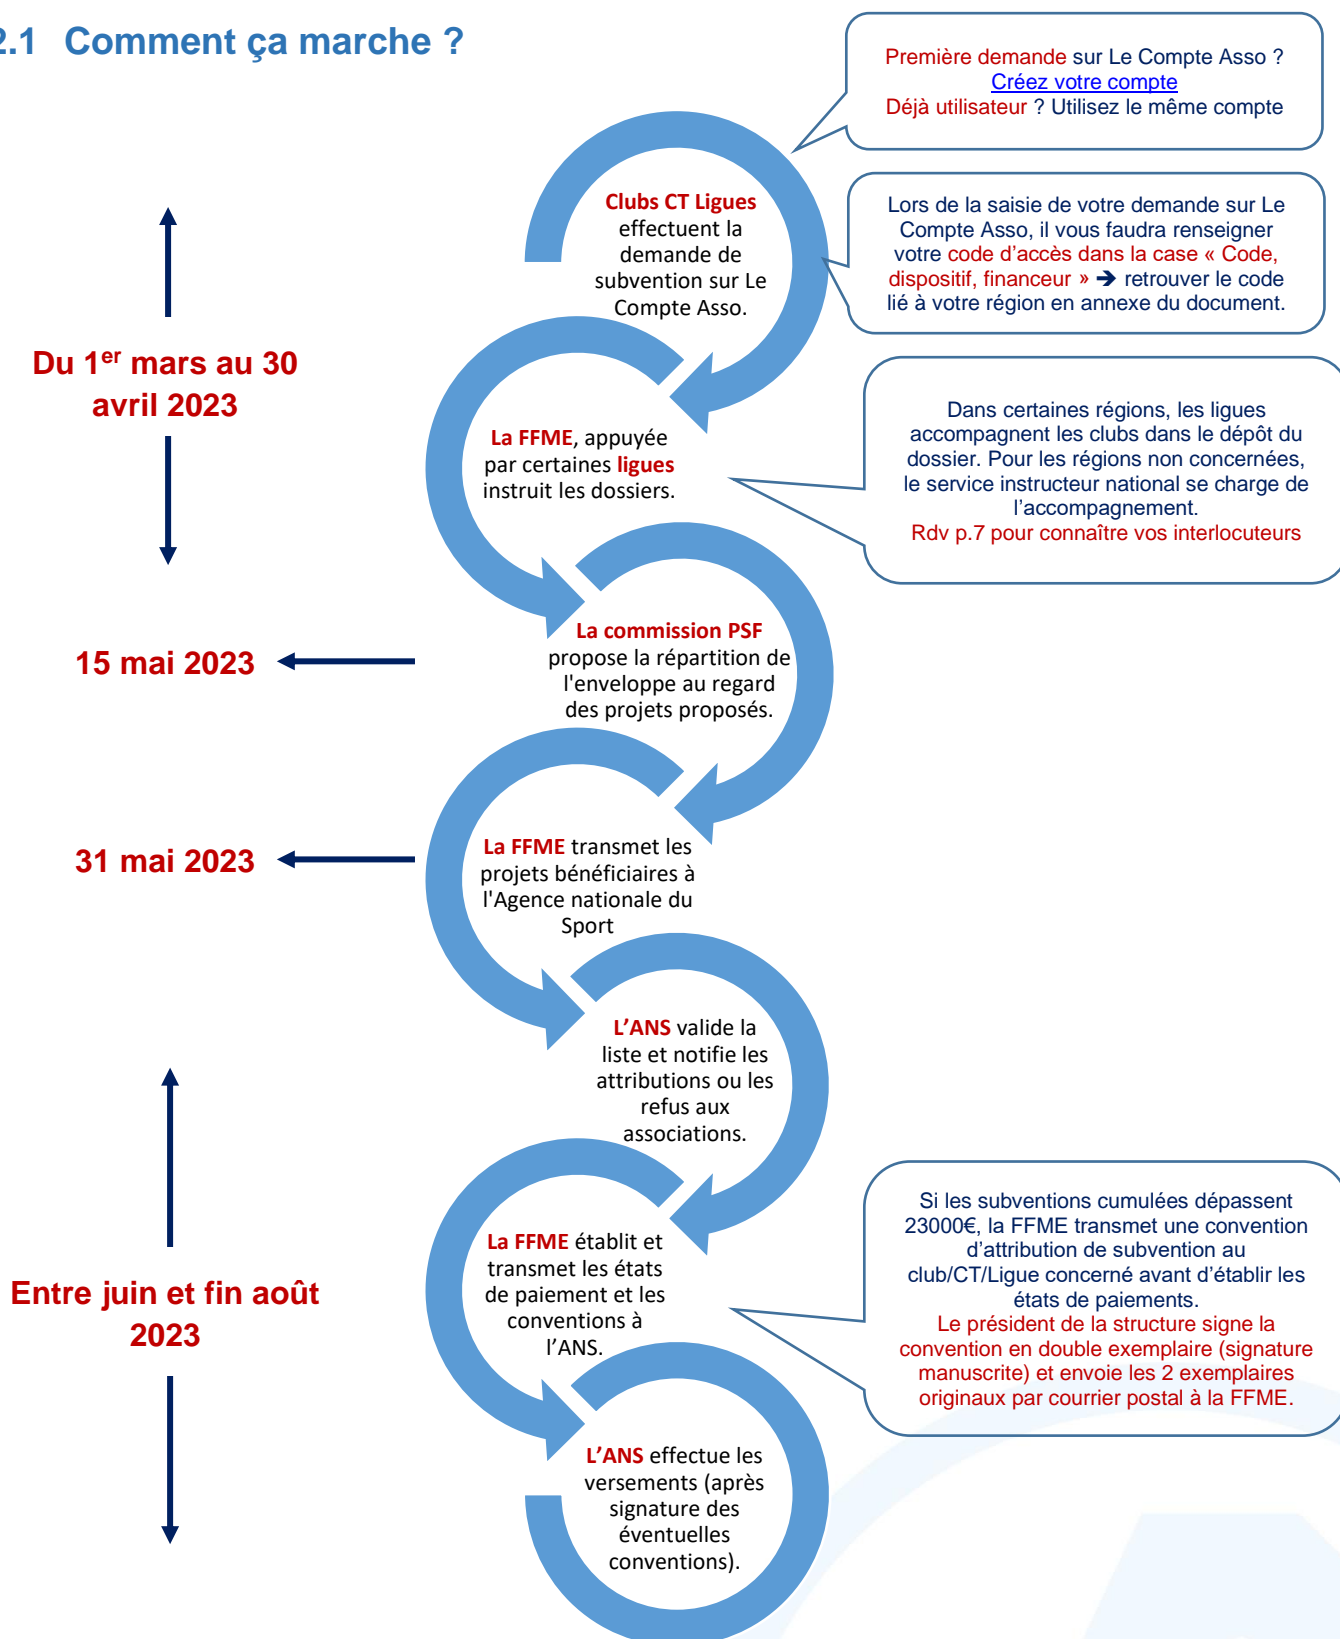 2.1 Comment ça marche ?
Première demande sur Le Compte Asso ?
Créez votre compte
Déjà utilisateur ? Utilisez le même compte
Clubs CT Ligues
effectuent la
demande de
subvention sur Le
Compte Asso.
Lors de la saisie de votre demande sur Le
Compte Asso, il vous faudra renseigner
votre code d'accès dans la case « Code,
dispositif, financeur » ➔ retrouver le code
lié à votre région en annexe du document.
Du 1er mars au 30
avril 2023
La FFME, appuyée
par certaines ligues
instruit les dossiers.
Dans certaines régions, les ligues
accompagnent les clubs dans le dépôt du
dossier. Pour les régions non concernées,
le service instructeur national se charge de
l'accompagnement.
Rdv p.7 pour connaître vos interlocuteurs
15 mai 2023
La commission PSF
propose la répartition de
l'enveloppe au regard
des projets proposés.
31 mai 2023
La FFME transmet les
projets bénéficiaires à
l'Agence nationale du
Sport
L'ANS valide la
liste et notifie les
attributions ou les
refus aux
associations.
Entre juin et fin août
2023
La FFME établit et
transmet les états
de paiement et les
conventions à
l'ANS.
Si les subventions cumulées dépassent
23000€, la FFME transmet une convention
d'attribution de subvention au
club/CT/Ligue concerné avant d'établir les
états de paiements.
Le président de la structure signe la
convention en double exemplaire (signature
manuscrite) et envoie les 2 exemplaires
originaux par courrier postal à la FFME.
L'ANS effectue les
versements (après
signature des
éventuelles
conventions).